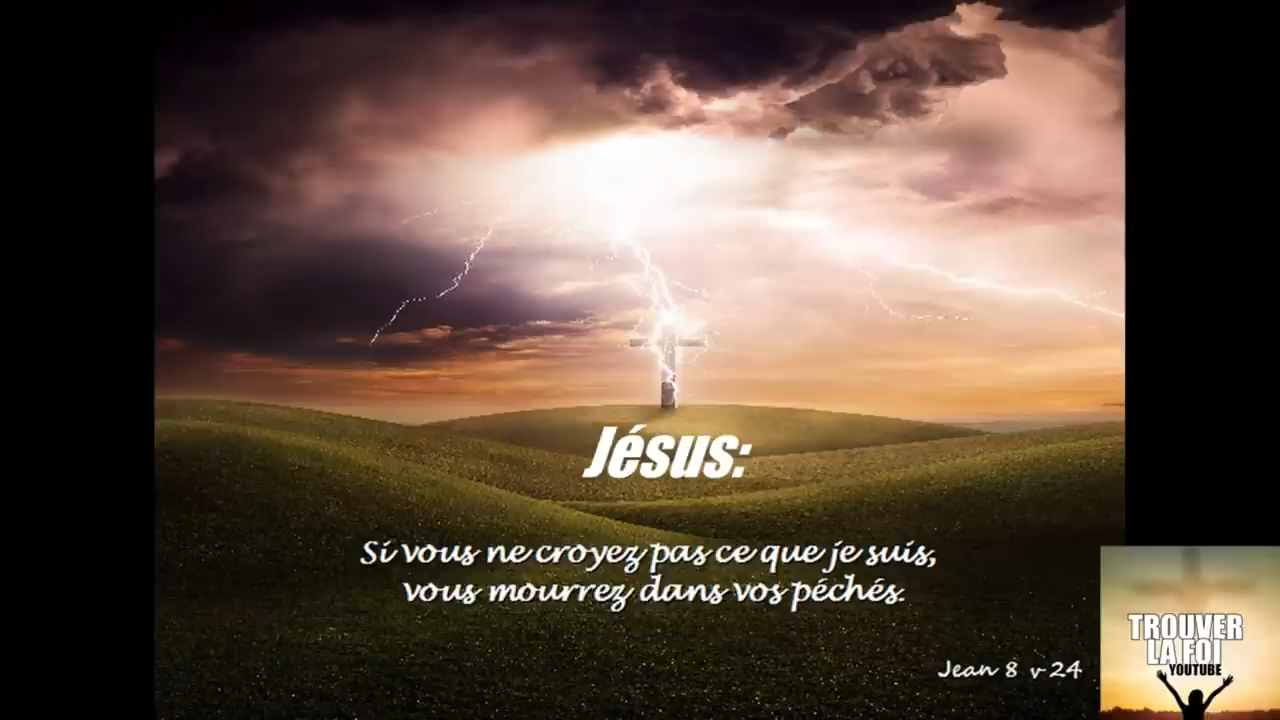 Jésus:
Si vous ne croyez pas ce que je suis,
vous mourrez dans vos péchés.
Jean 8 v 24
TROUVER
LA FOI
YOUTUBE